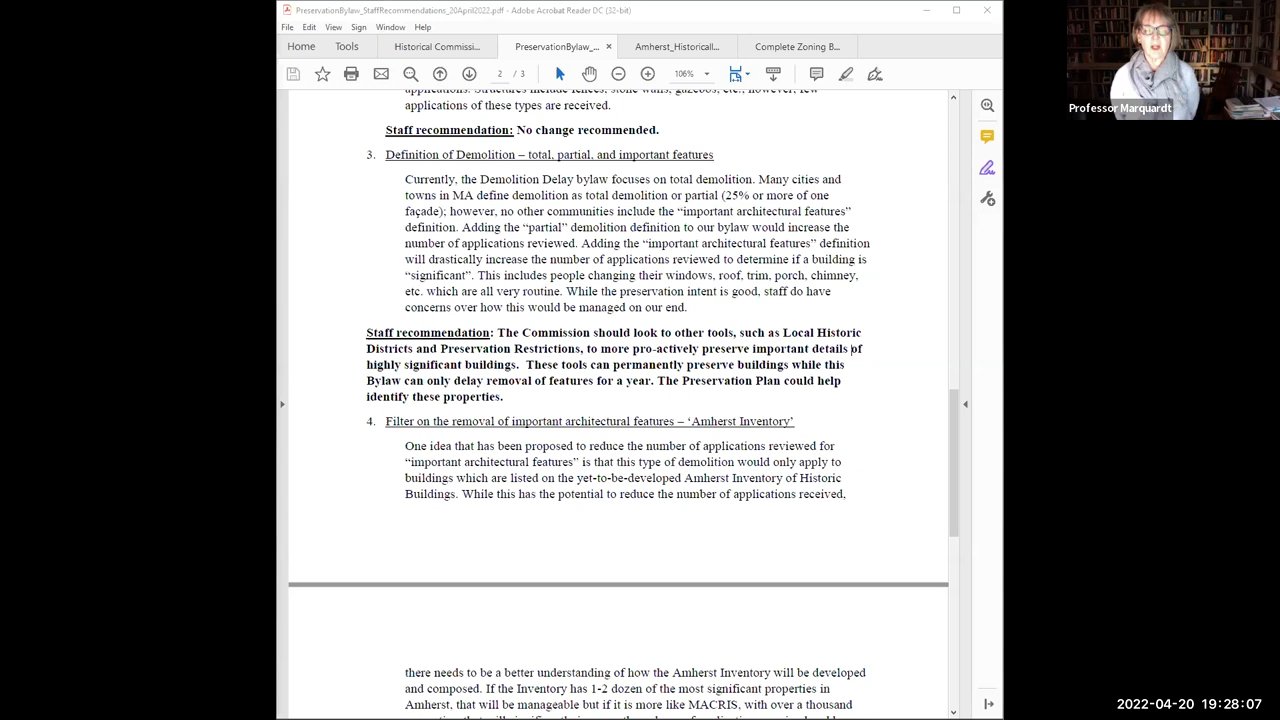 PreservationBylaw_StaffRecommendations_20April2022.pdf - Adobe Acrobat Reader DC (32-bit)
File Edit View Sign Window Help
Home Tools Historical Commissi... PreservationBylaw_... × Amherst_Historicall... Complete Zoning B...
2 / 3 106%
applications. Structures include fences, stone walls, gazebos, etc., however, few
applications of these types are received.
Staff recommendation: No change recommended.
3. Definition of Demolition – total, partial, and important features
Currently, the Demolition Delay bylaw focuses on total demolition. Many cities and
towns in MA define demolition as total demolition or partial (25% or more of one
façade); however, no other communities include the “important architectural features”
definition. Adding the “partial” demolition definition to our bylaw would increase the
number of applications reviewed. Adding the “important architectural features” definition
will drastically increase the number of applications reviewed to determine if a building is
“significant”. This includes people changing their windows, roof, trim, porch, chimney,
etc. which are all very routine. While the preservation intent is good, staff do have
concerns over how this would be managed on our end.
Staff recommendation: The Commission should look to other tools, such as Local Historic
Districts and Preservation Restrictions, to more pro-actively preserve important details of
highly significant buildings. These tools can permanently preserve buildings while this
Bylaw can only delay removal of features for a year. The Preservation Plan could help
identify these properties.
4. Filter on the removal of important architectural features – ‘Amherst Inventory’
One idea that has been proposed to reduce the number of applications reviewed for
“important architectural features” is that this type of demolition would only apply to
buildings which are listed on the yet-to-be-developed Amherst Inventory of Historic
Buildings. While this has the potential to reduce the number of applications received,
there needs to be a better understanding of how the Amherst Inventory will be developed
and composed. If the Inventory has 1-2 dozen of the most significant properties in
Amherst, that will be manageable but if it is more like MACRIS, with over a thousand
Professor Marquardt
2022-04-20 19:28:07